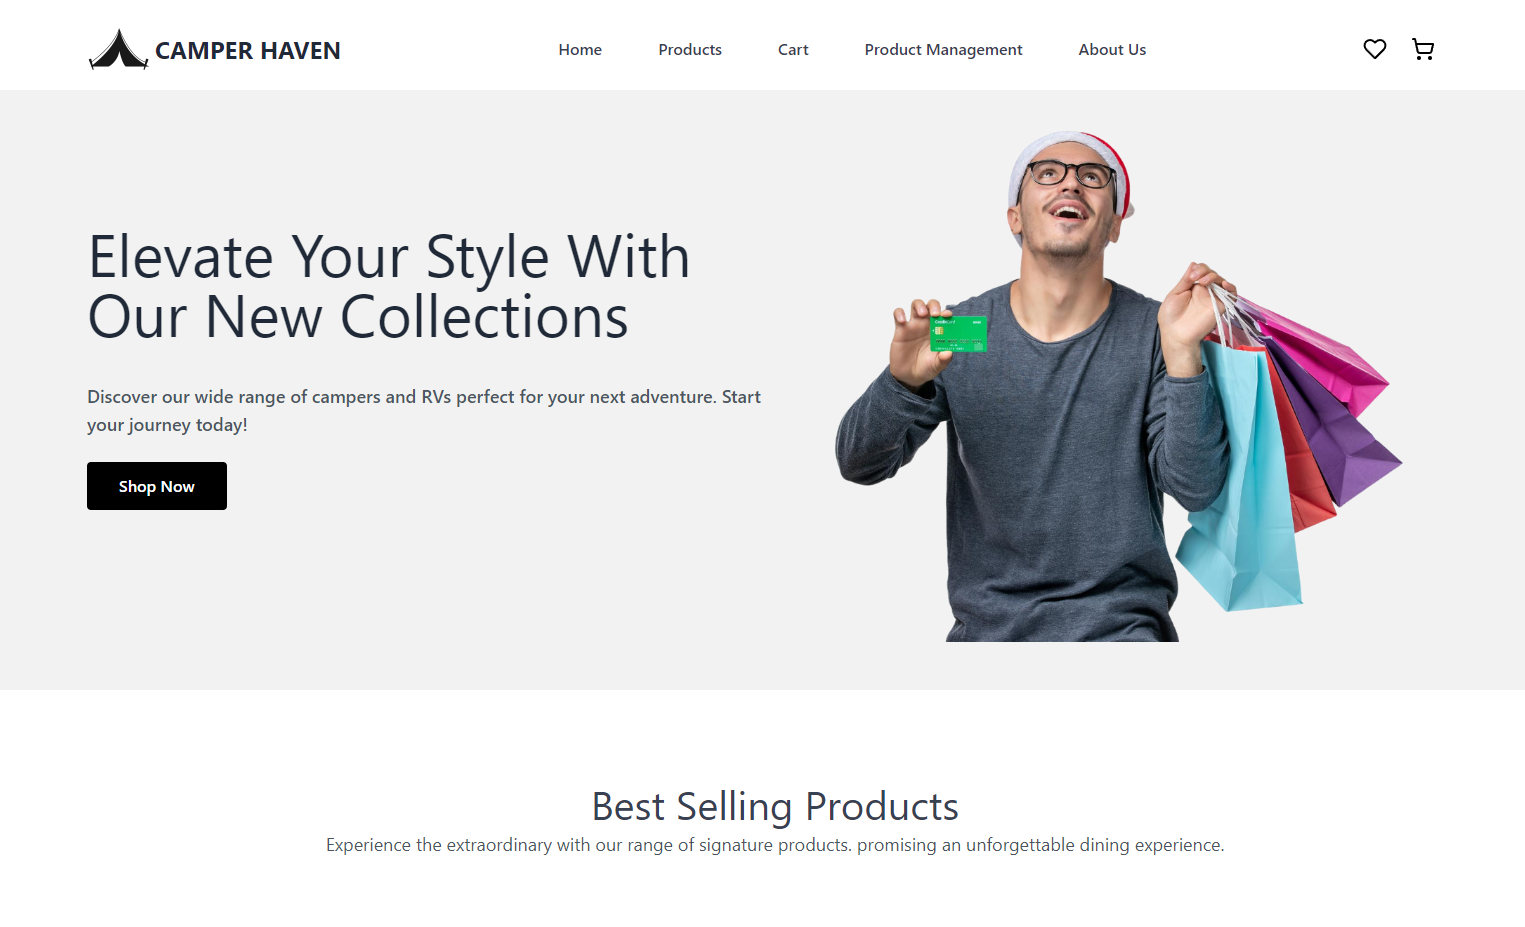 CAMPER HAVEN
Home
Products
Cart
Product Management
About Us
Elevate Your Style With
Our New Collections
Discover our wide range of campers and RVs perfect for your next adventure. Start
your journey today!
Shop Now
Best Selling Products
Experience the extraordinary with our range of signature products. promising an unforgettable dining experience.